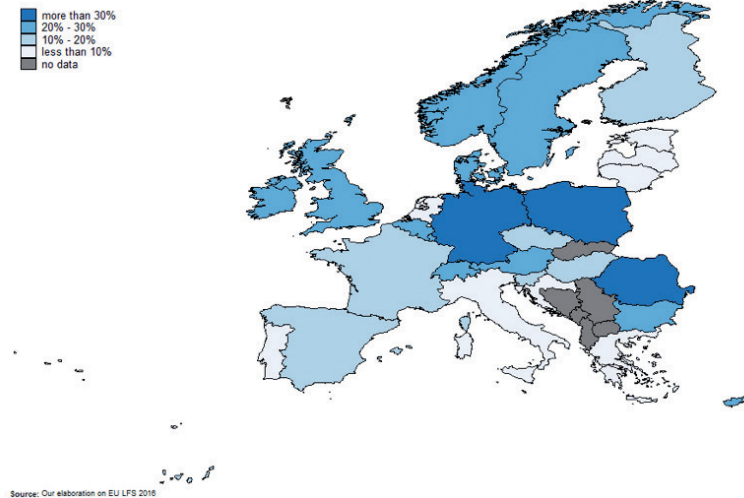 more than 30%
20% - 30%
10% - 20%
less than 10%
no data
Source: Our elaboration on EU LFS 2016